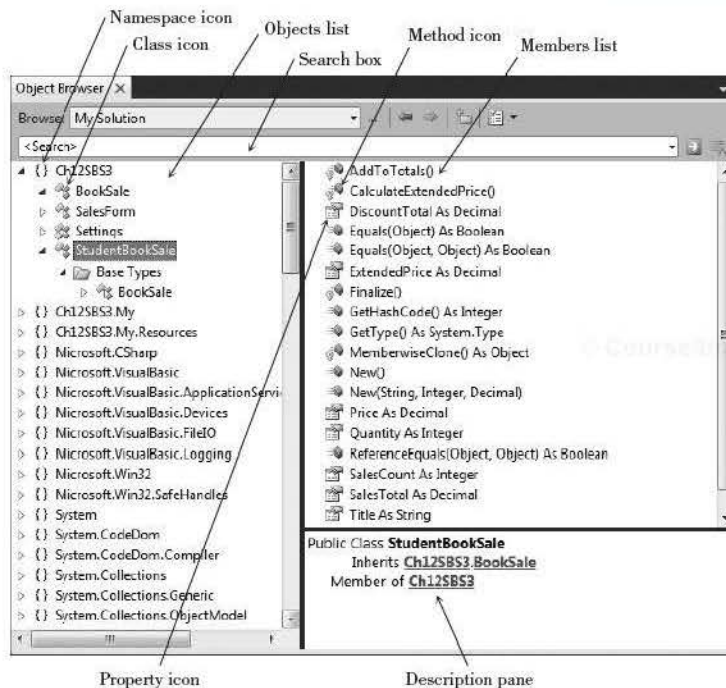 Namespace icon
Class icon
Objects list
Search box
Method icon
Members list
Object Browser
Browse: My Solution
<Search>
{} Ch12SBS3
BookSale
SalesForm
Settings
StudentBookSale
Base Types
BookSale
{} Ch12SBS3.My
{} Ch12SBS3.My.Resources
{} Microsoft.CSharp
{} Microsoft.VisualBasic
{} Microsoft.VisualBasic.ApplicationServi
{} Microsoft.VisualBasic.Devices
{} Microsoft.VisualBasic.FileIO
{} Microsoft.VisualBasic.Logging
{} Microsoft.Win32
{} Microsoft.Win32.SafeHandles
{} System
{} System.CodeDom
{} System.CodeDom.Compiler
{} System.Collections
{} System.Collections.Generic
{} System.Collections.ObjectModel
AddToTotals()
CalculateExtendedPrice()
DiscountTotal As Decimal
Equals(Object) As Boolean
Equals(Object, Object) As Boolean
ExtendedPrice As Decimal
Finalize()
GetHashCode() As Integer
GetType() As System.Type
MemberwiseClone() As Object
New()
New(String, Integer, Decimal)
Price As Decimal
Quantity As Integer
ReferenceEquals(Object, Object) As Boolean
SalesCount As Integer
SalesTotal As Decimal
Title As String
Public Class StudentBookSale
Inherits Ch12SBS3.BookSale
Member of Ch12SBS3
Property icon
Description pane